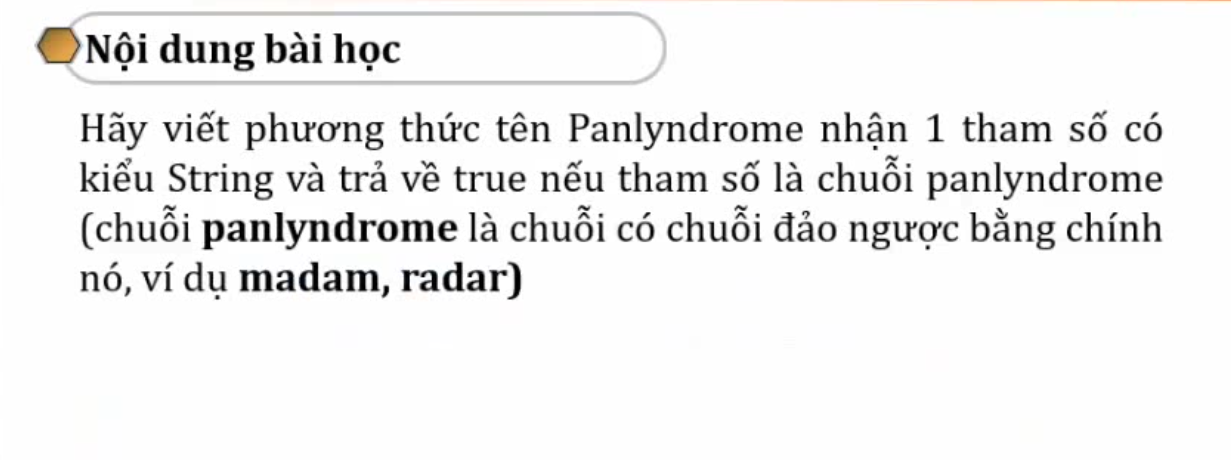 Nội dung bài học
Hãy viết phương thức tên Panlyndrome nhận 1 tham số có
kiểu String và trả về true nếu tham số là chuỗi panlyndrome
(chuỗi panlyndrome là chuỗi có chuỗi đảo ngược bằng chính
nó, ví dụ madam, radar)